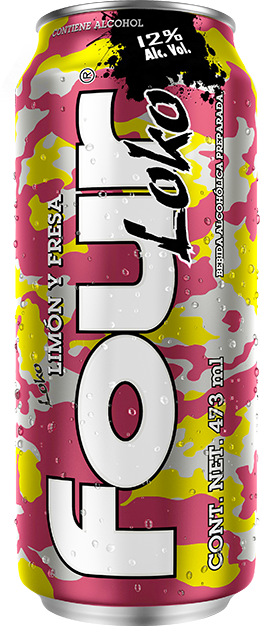 CONTIENE ALCOHOL
12%
Alc. Vol.
FOUR®
Loko
Loko
LIMÓN Y FRESA
BEBIDA ALCOHÓLICA PREPARADA
CONT. NET. 473 ml